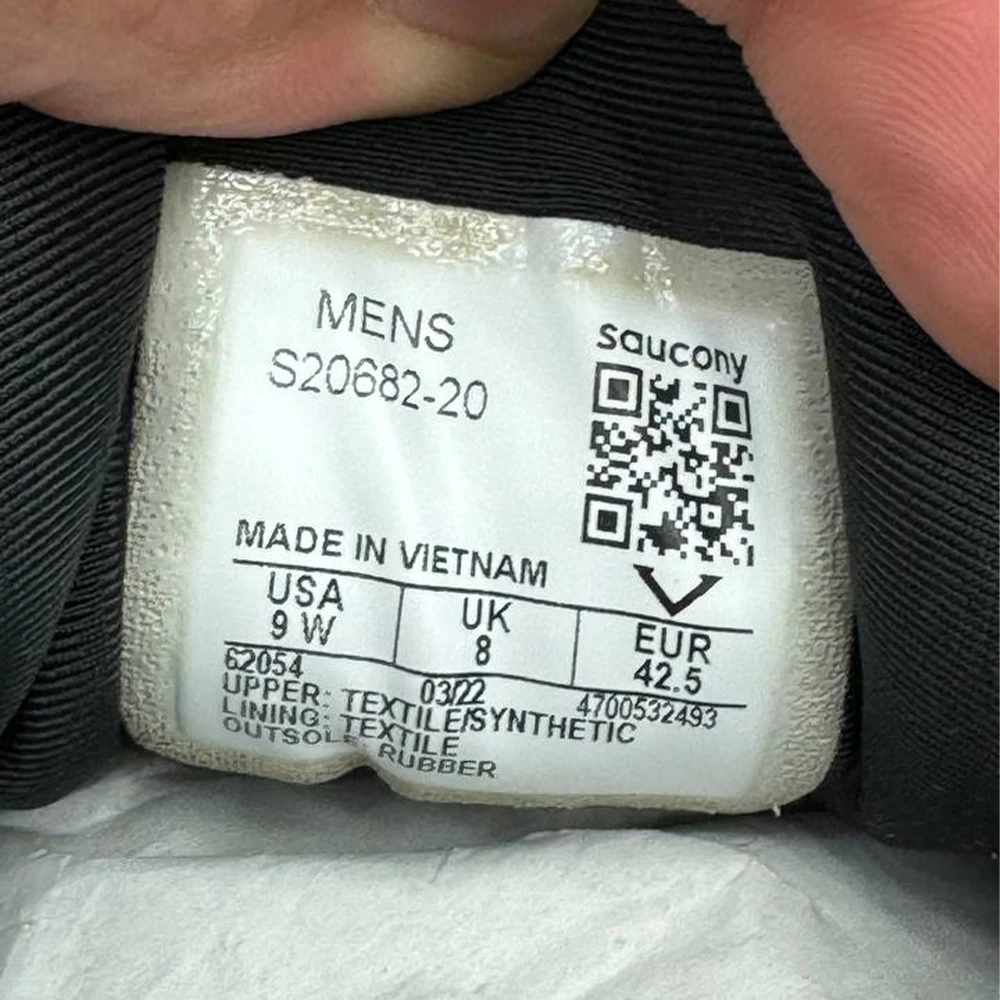 MENS
S20682-20
saucony
MADE IN VIETNAM
USA
9 W
UK
8
EUR
42.5
62054
03/22
4700532493
UPPER: TEXTILE/SYNTHETIC
LINING: TEXTILE
OUTSOLE: RUBBER